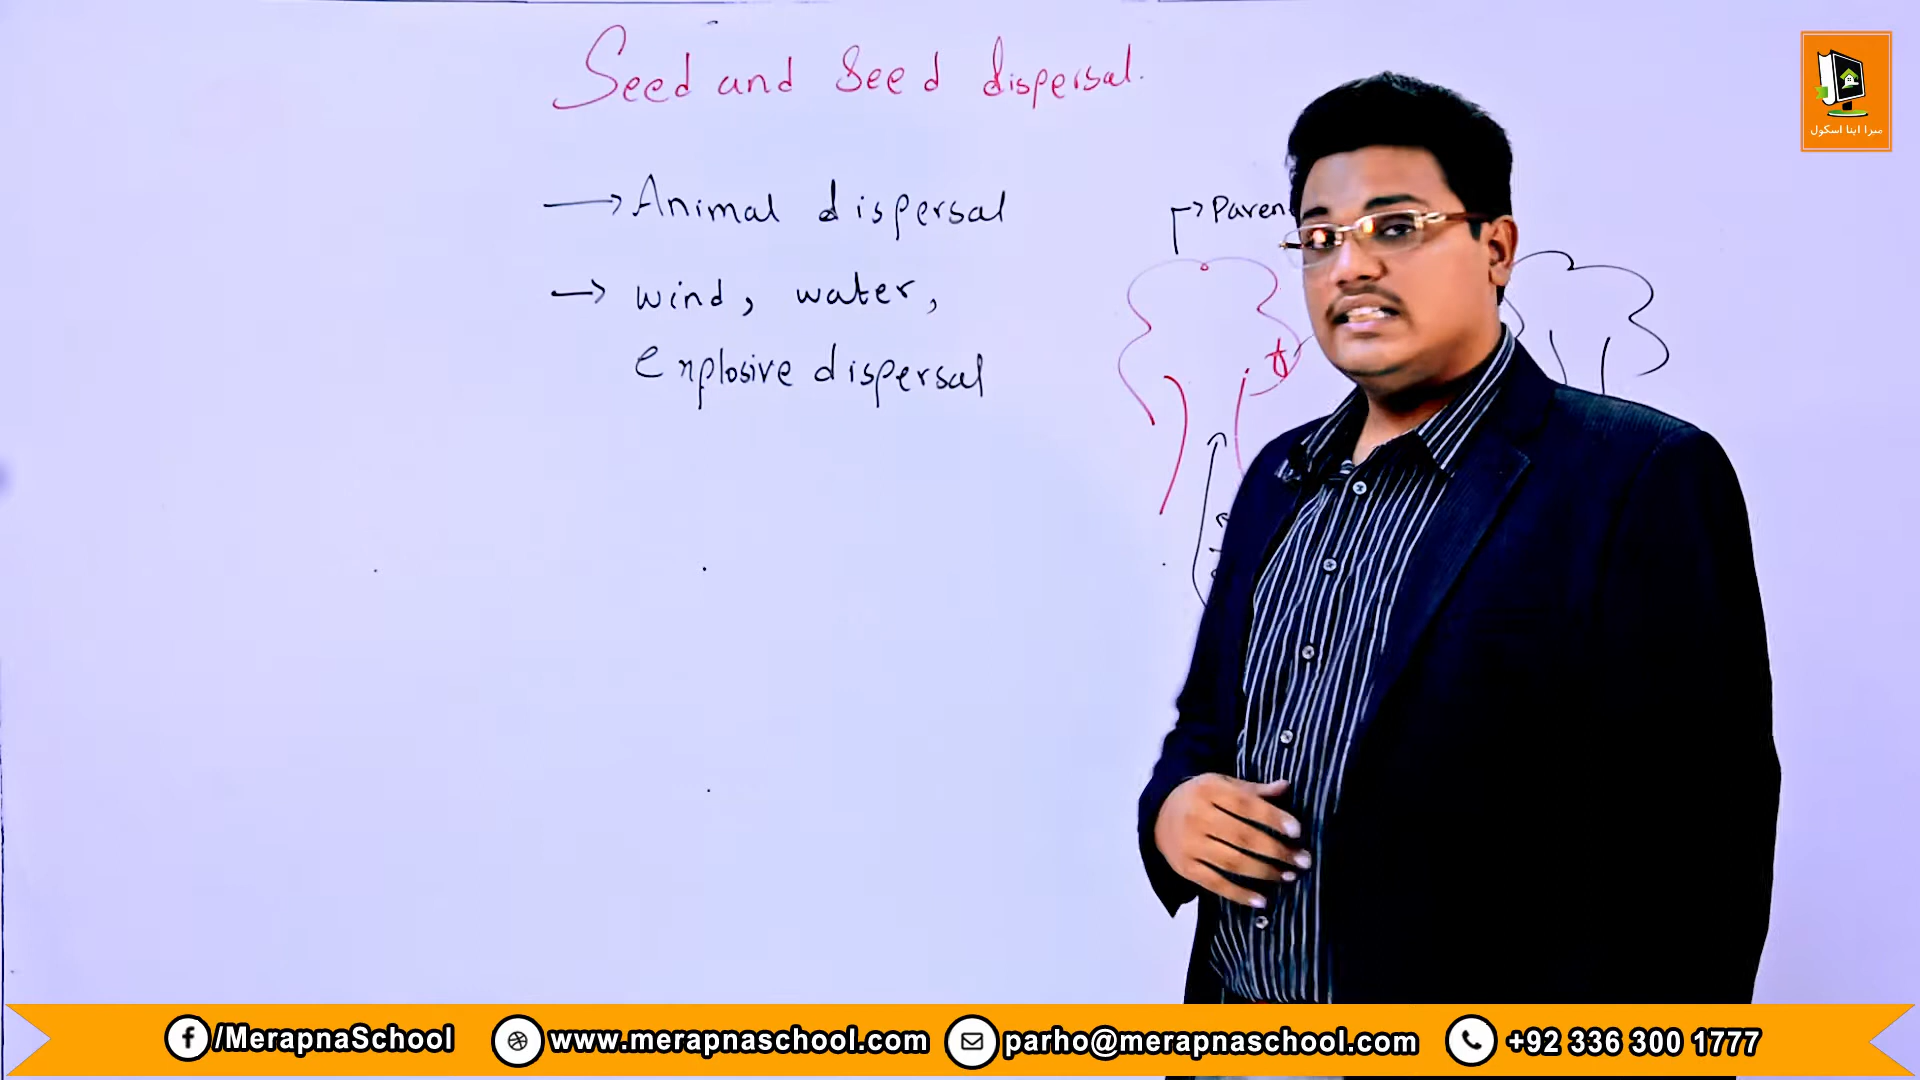 Seed and Seed dispersal.
→ Animal dispersal
→ wind, water,
explosive dispersal
→ Paren
میرا اپنا اسکول
/MerapnaSchool
www.merapnaschool.com
parho@merapnaschool.com
+92 336 300 1777